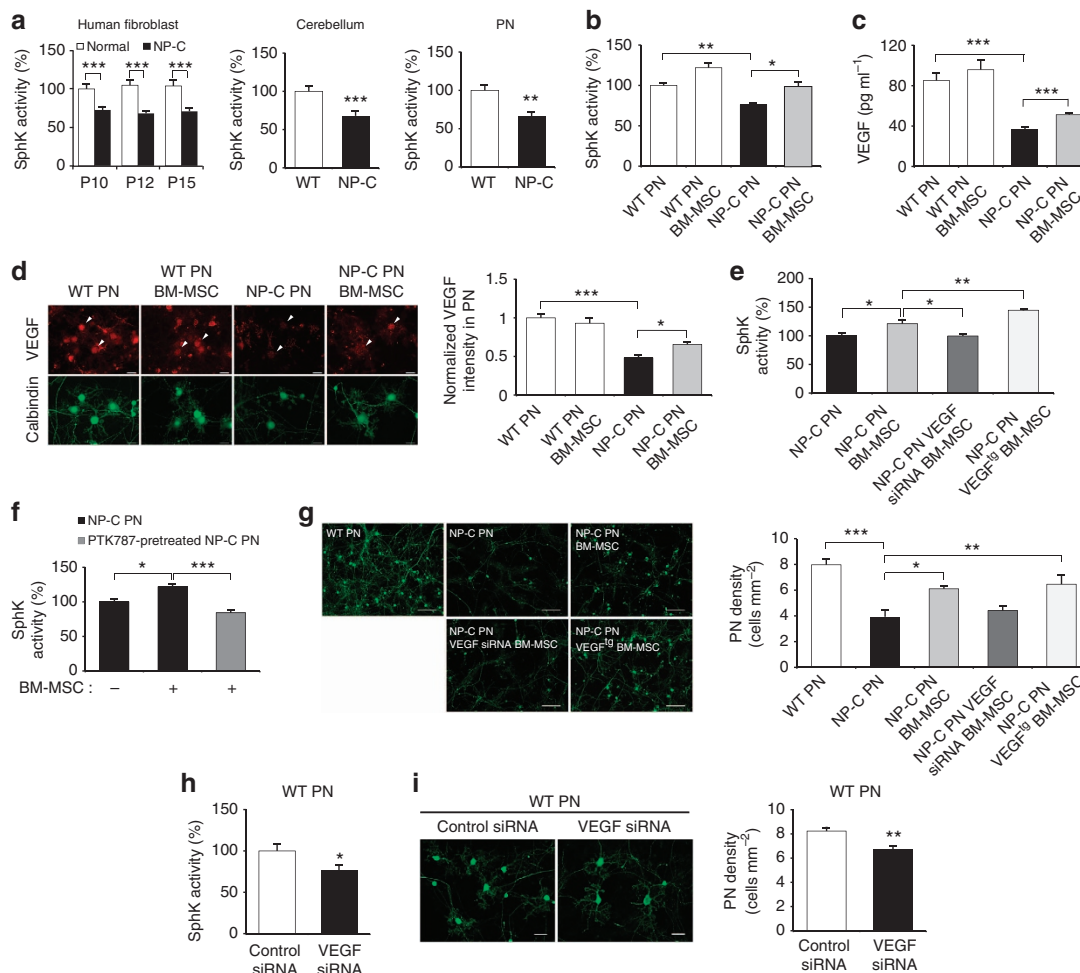 a
Human fibroblast
Normal NP-C
SphK activity (%)
150
100
50
0
*** *** ***
P10 P12 P15
Cerebellum
SphK activity (%)
150
100
50
0
***
WT NP-C
PN
SphK activity (%)
150
100
50
0
**
WT NP-C
b
SphK activity (%)
150
100
50
0
**
*
WT PN
WT PN
BM-MSC
NP-C PN
NP-C PN
BM-MSC
c
VEGF (pg ml−1)
120
80
40
0
***
***
WT PN
WT PN
BM-MSC
NP-C PN
NP-C PN
BM-MSC
d
WT PN
WT PN
BM-MSC
NP-C PN
NP-C PN
BM-MSC
VEGF
Calbindin
Normalized VEGF
intensity in PN
1.5
1
0.5
0
***
*
WT PN
WT PN
BM-MSC
NP-C PN
NP-C PN
BM-MSC
e
SphK
activity (%)
200
150
100
50
0
*
*
**
NP-C PN
NP-C PN
BM-MSC
NP-C PN VEGF
siRNA BM-MSC
NP-C PN
VEGFtg BM-MSC
f
NP-C PN
PTK787-pretreated NP-C PN
SphK
activity (%)
150
100
50
0
*
***
BM-MSC : – + +
g
WT PN
NP-C PN
NP-C PN
BM-MSC
NP-C PN
VEGF siRNA BM-MSC
NP-C PN
VEGFtg BM-MSC
PN density
(cells mm−2)
10
8
6
4
2
0
***
*
**
WT PN
NP-C PN
NP-C PN
BM-MSC
NP-C PN VEGF
siRNA BM-MSC
NP-C PN
VEGFtg BM-MSC
h
WT PN
SphK activity (%)
150
100
50
0
*
Control
siRNA
VEGF
siRNA
i
WT PN
Control siRNA VEGF siRNA
WT PN
PN density
(cells mm−2)
10
8
6
4
2
0
**
Control
siRNA
VEGF
siRNA